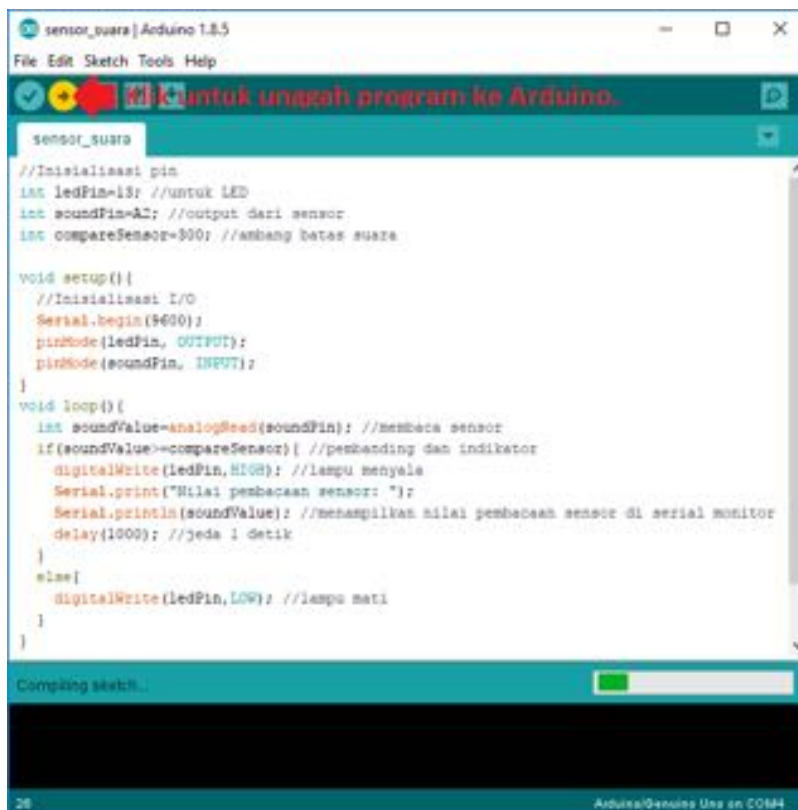 sensor_suara | Arduino 1.8.5
File Edit Sketch Tools Help
Klik untuk unggah program ke Arduino.
sensor_suara
//Inisialisasi pin
int ledPin=13; //untuk LED
int soundPin=A2; //output dari sensor
int compareSensor=300; //ambang batas suara
void setup(){
//Inisialisasi I/O
Serial.begin(9600);
pinMode(ledPin, OUTPUT);
pinMode(soundPin, INPUT);
}
void loop(){
int soundValue=analogRead(soundPin); //membaca sensor
if(soundValue>=compareSensor){ //pembanding dan indikator
digitalWrite(ledPin,HIGH); //lampu menyala
Serial.print("Nilai pembacaan sensor: ");
Serial.println(soundValue); //menampilkan nilai pembacaan sensor di serial monitor
delay(1000); //jeda 1 detik
}
else{
digitalWrite(ledPin,LOW); //lampu mati
}
}
Compiling sketch...
26
Arduino/Genuino Uno on COM4